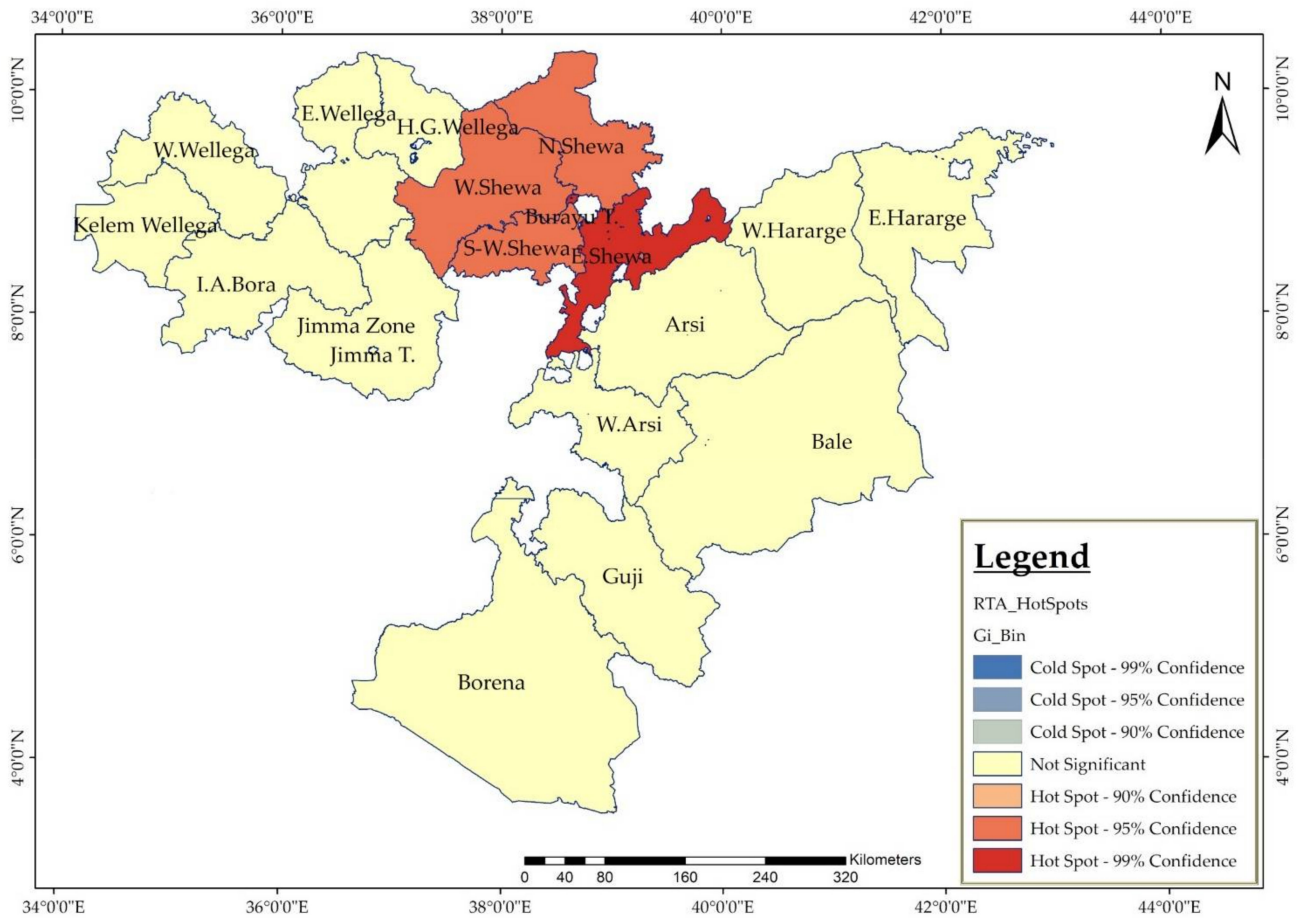 34°0'0"E 36°0'0"E 38°0'0"E 40°0'0"E 42°0'0"E 44°0'0"E
10°0'0"N
10°0'0"N
N
E.Wellega
H.G.Wellega
W.Wellega
N.Shewa
W.Shewa
Kelem Wellega
Burayu T.
E.Hararge
W.Hararge
S-W.Shewa
E.Shewa
I.A.Bora
8°0'0"N
8°0'0"N
Jimma Zone
Arsi
Jimma T.
W.Arsi
Bale
6°0'0"N
6°0'0"N
Guji
Borena
4°0'0"N
4°0'0"N
Legend
RTA_HotSpots
Gi_Bin
Cold Spot - 99% Confidence
Cold Spot - 95% Confidence
Cold Spot - 90% Confidence
Not Significant
Hot Spot - 90% Confidence
Hot Spot - 95% Confidence
Hot Spot - 99% Confidence
Kilometers
0 40 80 160 240 320
34°0'0"E 36°0'0"E 38°0'0"E 40°0'0"E 42°0'0"E 44°0'0"E